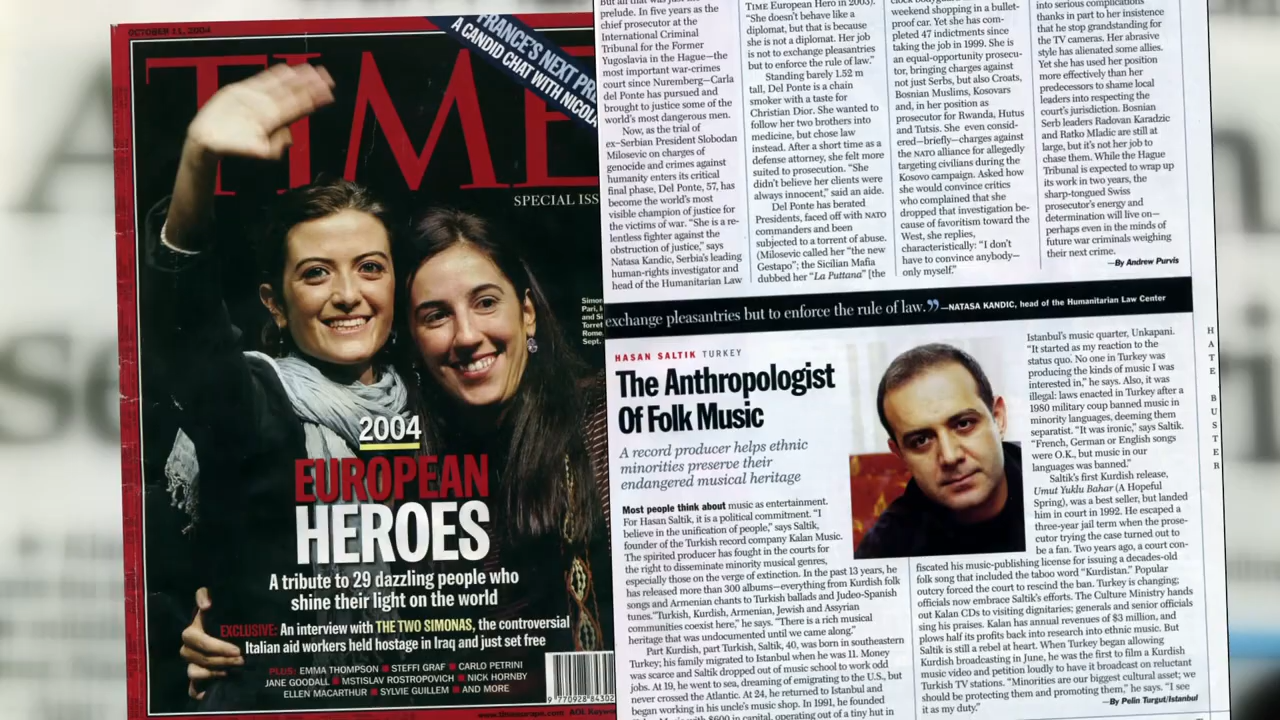 OCTOBER 11, 2004
TIME
FRANCE'S NEXT
A CANDID CHAT WITH NICOL
SPECIAL ISS
2004
EUROPEAN
HEROES
A tribute to 29 dazzling people who
shine their light on the world
EXCLUSIVE: An interview with THE TWO SIMONAS, the controversial
Italian aid workers held hostage in Iraq and just set free
PLUS: EMMA THOMPSON ■ STEFFI GRAF ■ CARLO PETRINI
JANE GOODALL ■ MSTISLAV ROSTROPOVICH ■ NICK HORNBY
ELLEN MACARTHUR ■ SYLVIE GUILLEM ■ AND MORE
9 770928 84302
www.timeeurope.com AOL Keywor
Simon
Pari, l
and Si
Torret
Rome
Sept.
prelude. In five years as the
chief prosecutor at the
International Criminal
Tribunal for the Former
Yugoslavia in the Hague—the
most important war-crimes
court since Nuremberg—Carla
del Ponte has pursued and
brought to justice some of the
world's most dangerous men.
Now, as the trial of
ex–Serbian President Slobodan
Milosevic on charges of
genocide and crimes against
humanity enters its critical
final phase, Del Ponte, 57, has
become the world's most
visible champion of justice for
the victims of war. "She is a re-
lentless fighter against the
obstruction of justice," says
Natasa Kandic, Serbia's leading
human-rights investigator and
head of the Humanitarian Law
TIME European Hero in 2003).
"She doesn't behave like a
diplomat, but that is because
she is not a diplomat. Her job
is not to exchange pleasantries
but to enforce the rule of law."
Standing barely 1.52 m
tall, Del Ponte is a chain
smoker with a taste for
Christian Dior. She wanted to
follow her two brothers into
medicine, but chose law
instead. After a short time as a
defense attorney, she felt more
suited to prosecution. "She
didn't believe her clients were
always innocent," said an aide.
Del Ponte has berated
Presidents, faced off with NATO
commanders and been
subjected to a torrent of abuse.
(Milosevic called her "the new
Gestapo"; the Sicilian Mafia
dubbed her "La Puttana" [the
weekend shopping in a bullet-
proof car. Yet she has com-
pleted 47 indictments since
taking the job in 1999. She is
an equal-opportunity prosecu-
tor, bringing charges against
not just Serbs, but also Croats,
Bosnian Muslims, Kosovars
and, in her position as
prosecutor for Rwanda, Hutus
and Tutsis. She even consid-
ered—briefly—charges against
the NATO alliance for allegedly
targeting civilians during the
Kosovo campaign. Asked how
she would convince critics
who complained she
dropped that investigation be-
cause of favoritism toward the
West, she replies,
characteristically: "I don't
have to convince anybody—
only myself."
into serious complications
thanks in part to her insistence
that he stop grandstanding for
the TV cameras. Her abrasive
style has alienated some allies.
Yet she has used her position
more effectively than her
predecessors to shame local
leaders into respecting the
court's jurisdiction. Bosnian
Serb leaders Radovan Karadzic
and Ratko Mladic are still at
large, but it's not her job to
chase them. While the Hague
Tribunal is expected to wrap up
its work in two years, the
sharp-tongued Swiss
prosecutor's energy and
determination will live on—
perhaps even in the minds of
future war criminals weighing
their next crime.
—By Andrew Purvis
exchange pleasantries but to enforce the rule of law." —NATASA KANDIC, head of the Humanitarian Law Center
HASAN SALTIK TURKEY
The Anthropologist
Of Folk Music
A record producer helps ethnic
minorities preserve their
endangered musical heritage
Most people think about music as entertainment.
For Hasan Saltik, it is a political commitment. "I
believe in the unification of people," says Saltik,
founder of the Turkish record company Kalan Music.
The spirited producer has fought in the courts for
the right to disseminate minority musical genres,
especially those on the verge of extinction. In the past 13 years, he
has released more than 300 albums—everything from Kurdish folk
songs and Armenian chants to Turkish ballads and Judeo-Spanish
tunes. "Turkish, Kurdish, Armenian, Jewish and Assyrian
communities coexist here," he says. "There is a rich musical
heritage that was undocumented until we came along."
Part Kurdish, part Turkish, Saltik, 40, was born in southeastern
Turkey; his family migrated to Istanbul when he was 11. Money
was scarce and Saltik dropped out of music school to work odd
jobs. At 19, he went to sea, dreaming of emigrating to the U.S., but
never crossed the Atlantic. At 24, he returned to Istanbul and
began working in his uncle's music shop. In 1991, he founded
with $600 in capital, operating out of a tiny hut in
Istanbul's music quarter, Unkapani.
"It started as my reaction to the
status quo. No one in Turkey was
producing the kinds of music I was
interested in," he says. Also, it was
illegal: laws enacted in Turkey after a
1980 military coup banned music in
minority languages, deeming them
separatist. "It was ironic," says Saltik.
"French, German or English songs
were O.K., but music in our
languages was banned."
Saltik's first Kurdish release,
Umut Yuklu Bahar (A Hopeful
Spring), was a best seller, but landed
him in court in 1992. He escaped a
three-year jail term when the prose-
cutor trying the case turned out to
be a fan. Two years ago, a court con-
fiscated his music-publishing license for issuing a decades-old
folk song that included the taboo word "Kurdistan." Popular
outcry forced the court to rescind the ban. Turkey is changing;
officials now embrace Saltik's efforts. The Culture Ministry hands
out Kalan CDs to visiting dignitaries; generals and senior officials
sing his praises. Kalan has annual revenues of $3 million, and
plows half its profits back into research into ethnic music. But
Saltik is still a rebel at heart. When Turkey began allowing
Kurdish broadcasting in June, he was the first to film a Kurdish
music video and petition loudly to have it broadcast on reluctant
Turkish TV stations. "Minorities are our biggest cultural asset; we
should be protecting them and promoting them," he says. "I see
it as my duty."
—By Pelin Turgut/Istanbul
HATE BUSTER